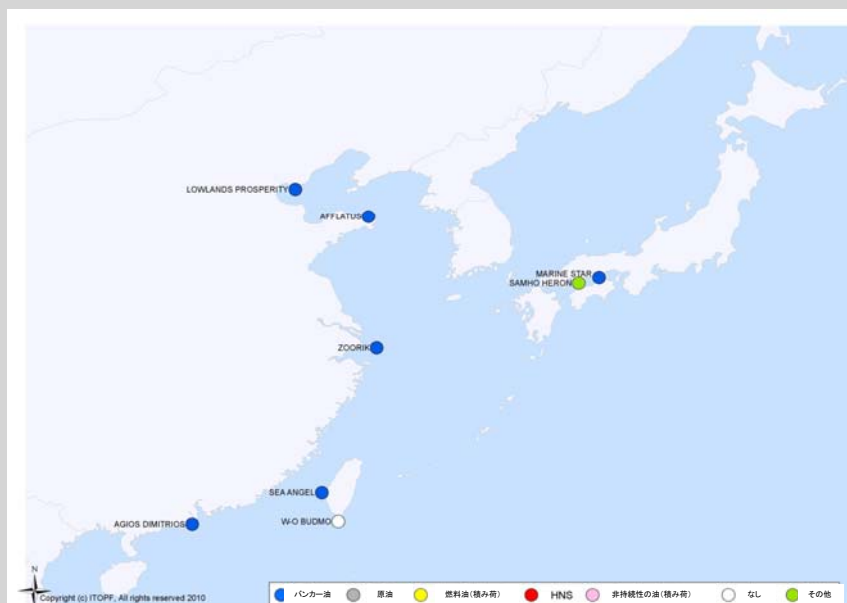 LOWLANDS PROSPERITY
AFFLATUS
MARINE STAR
SAMHO HERON
ZOORIK
SEA ANGEL
AGIOS DIMITRIOS
W-O BUDMO
N
Copyright (c) ITOPF, All rights reserved 2010
バンカー油 原油 燃料油(積み荷) HNS 非持続性の油(積み荷) なし その他